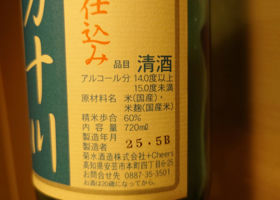 仕込み
万十川
品目 清酒
アルコール分 14.0度以上
15.0度未満
原材料名 米(国産)・
米麹(国産米)
精米歩合 60%
内容量 720ml
製造年月 25.5B
製造者
菊水酒造株式会社+Cheers
高知県安芸市本町四丁目6-25
お問合せ先 0887-35-3501
お酒は20歳になってから。